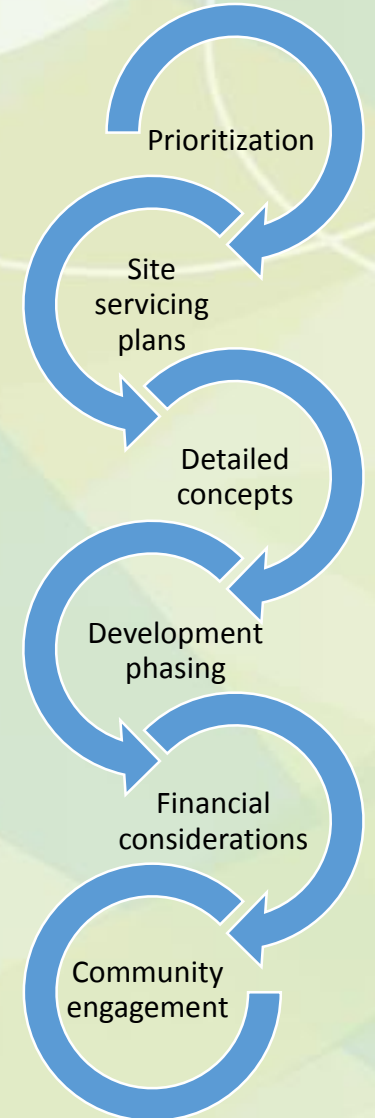 Prioritization
Site
servicing
plans
Detailed
concepts
Development
phasing
Financial
considerations
Community
engagement